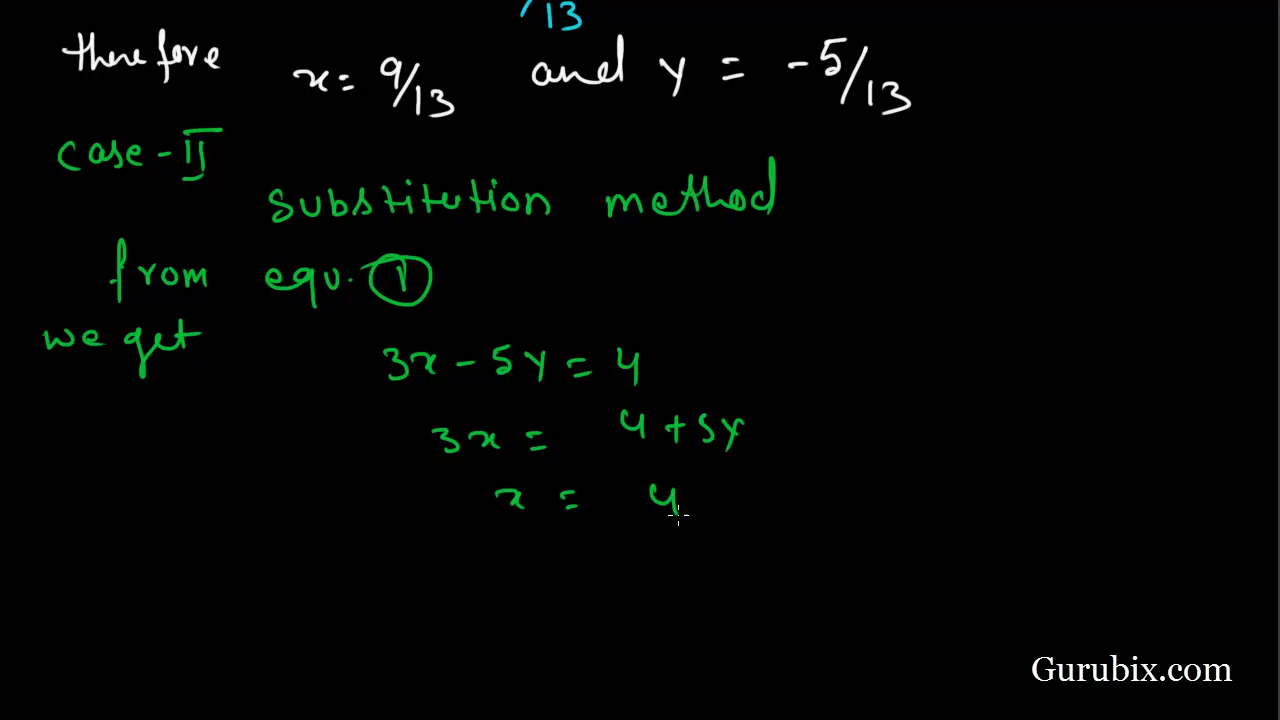 /13
therefore x = 9/13 and y = -5/13
case - II
substitution method
from equ. ①
we get
3x - 5y = 4
3x = 4 + 5y
x = 4
Gurubix.com